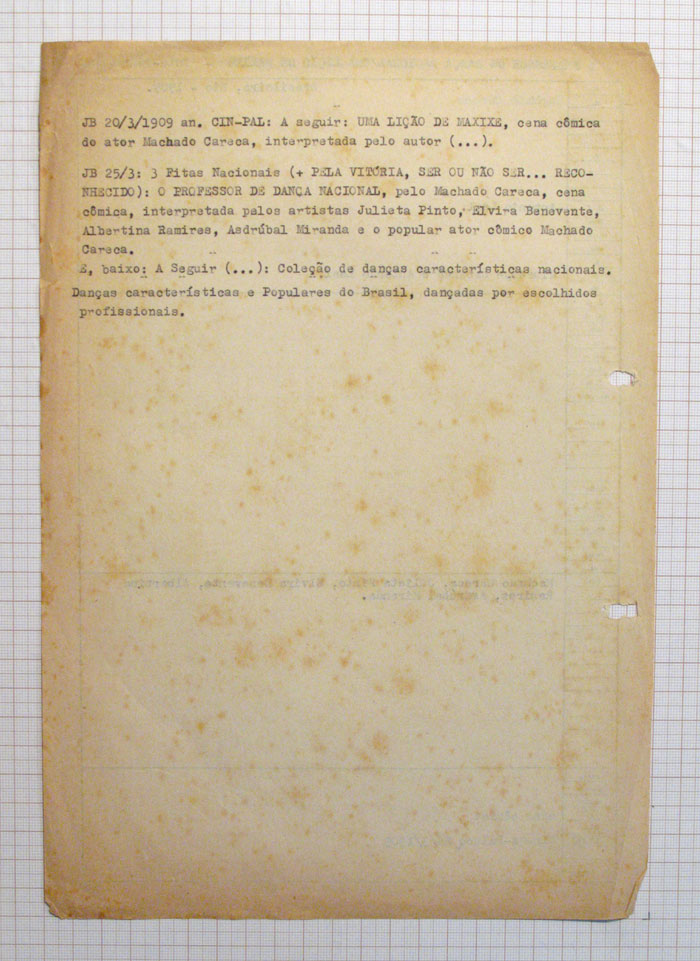 JB 20/3/1909 an. CIN-PAL: A seguir: UMA LIÇÃO DE MAXIXE, cena cômica
do ator Machado Careca, interpretada pelo autor (...).
JB 25/3: 3 Fitas Nacionais (+ PELA VITÓRIA, SER OU NÃO SER... RECO-
NHECIDO): O PROFESSOR DE DANÇA NACIONAL, pelo Machado Careca, cena
cômica, interpretada pelos artistas Julieta Pinto, Elvira Benevente,
Albertina Ramires, Asdrúbal Miranda e o popular ator cômico Machado
Careca.
E, baixo: A Seguir (...): Coleção de danças características nacionais.
Danças características e Populares do Brasil, dançadas por escolhidos
profissionais.